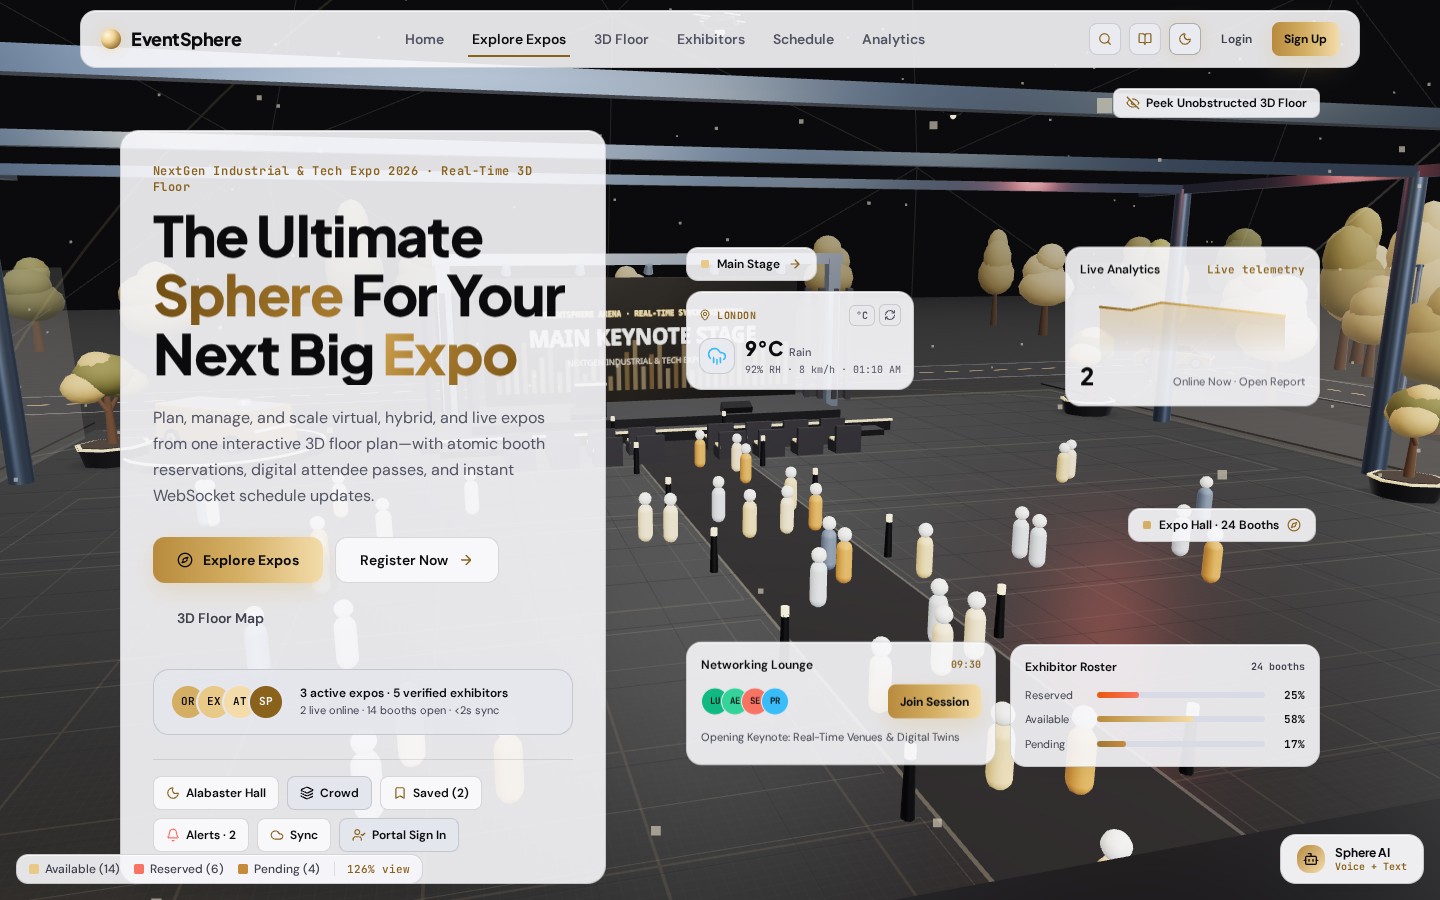 EventSphere
Home
Explore Expos
3D Floor
Exhibitors
Schedule
Analytics
Login
Sign Up
Peek Unobstructed 3D Floor
NextGen Industrial & Tech Expo 2026 · Real-Time 3D
Floor
The Ultimate
Sphere For Your
Next Big Expo
Plan, manage, and scale virtual, hybrid, and live expos
from one interactive 3D floor plan—with atomic booth
reservations, digital attendee passes, and instant
WebSocket schedule updates.
Explore Expos
Register Now
3D Floor Map
OR
EX
AT
SP
3 active expos · 5 verified exhibitors
2 live online · 14 booths open · <2s sync
Alabaster Hall
Crowd
Saved (2)
Alerts · 2
Sync
Portal Sign In
Available (14)
Reserved (6)
Pending (4)
126% view
Main Stage
LONDON
°C
9°C Rain
92% RH · 8 km/h · 01:10 AM
MAIN KEYNOTE STAGE
Live Analytics
Live telemetry
2
Online Now · Open Report
Expo Hall · 24 Booths
Networking Lounge
09:30
LU
AE
SE
PR
Join Session
Opening Keynote: Real-Time Venues & Digital Twins
Exhibitor Roster
24 booths
Reserved
25%
Available
58%
Pending
17%
Sphere AI
Voice + Text